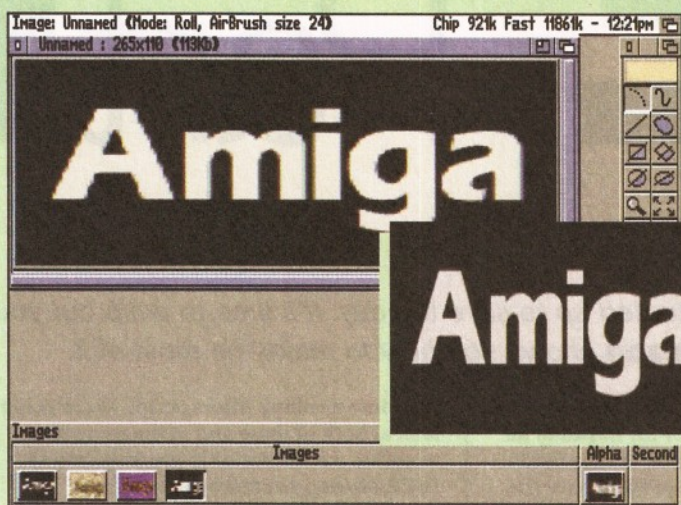 Image: Unnamed (Mode: Roll, AirBrush size 24) Chip 921k Fast 11861k - 12:21pm
Unnamed : 265x110 (113Kb)
Amiga
Amiga
Images
Images Alpha Second